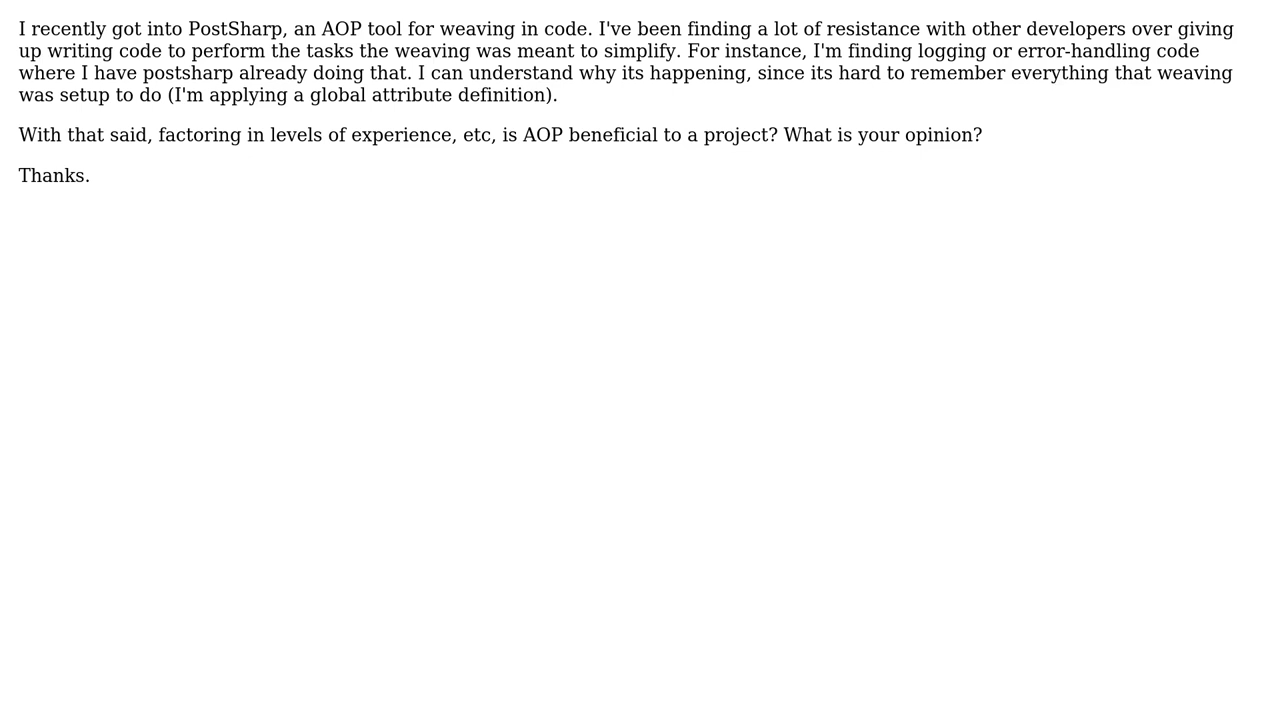 I recently got into PostSharp, an AOP tool for weaving in code. I've been finding a lot of resistance with other developers over giving
up writing code to perform the tasks the weaving was meant to simplify. For instance, I'm finding logging or error-handling code
where I have postsharp already doing that. I can understand why its happening, since its hard to remember everything that weaving
was setup to do (I'm applying a global attribute definition).
With that said, factoring in levels of experience, etc, is AOP beneficial to a project? What is your opinion?
Thanks.